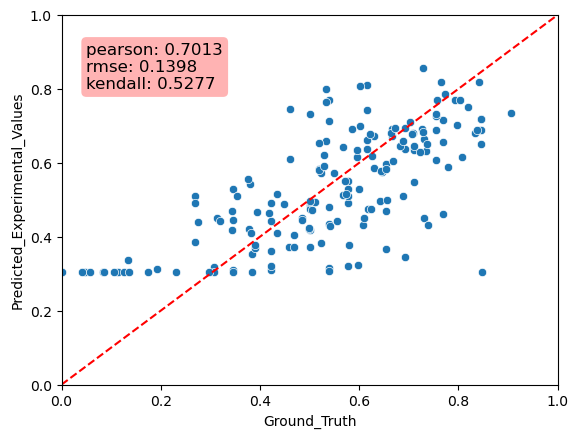 pearson: 0.7013
rmse: 0.1398
kendall: 0.5277
Predicted_Experimental_Values
1.0
0.8
0.6
0.4
0.2
0.0
0.0 0.2 0.4 0.6 0.8 1.0
Ground_Truth